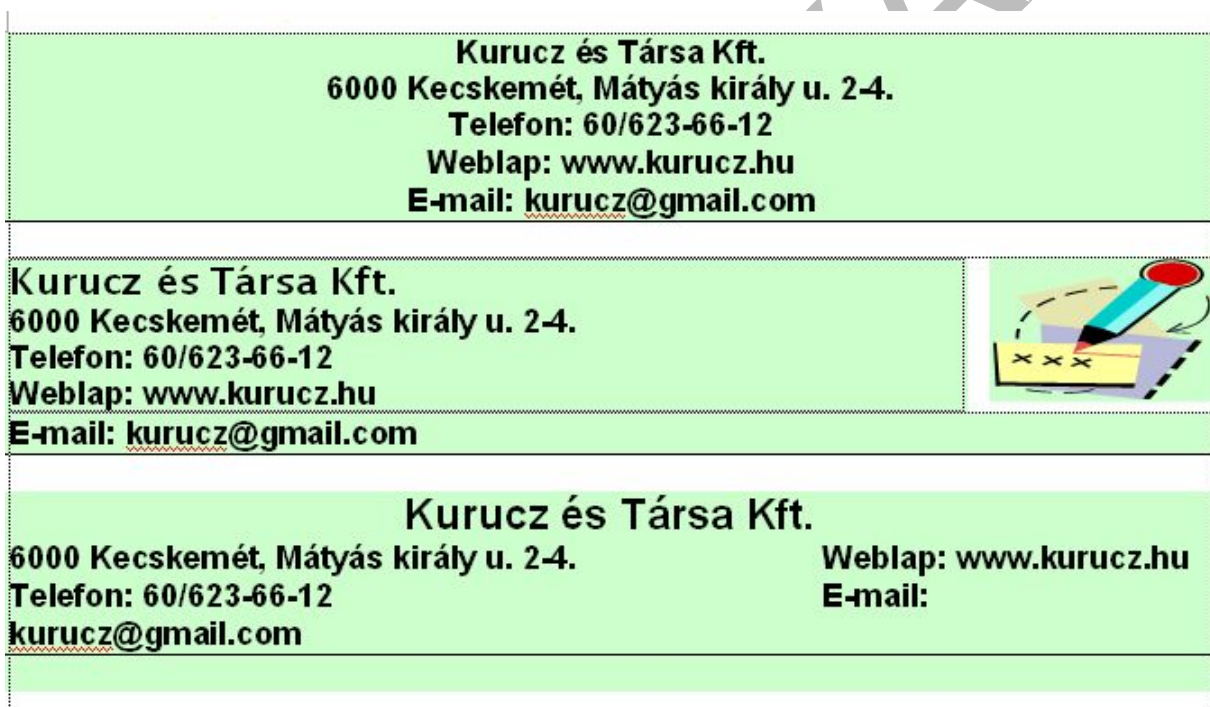 Kurucz és Társa Kft.
6000 Kecskemét, Mátyás király u. 2-4.
Telefon: 60/623-66-12
Weblap: www.kurucz.hu
E-mail: kurucz@gmail.com
Kurucz és Társa Kft.
6000 Kecskemét, Mátyás király u. 2-4.
Telefon: 60/623-66-12
Weblap: www.kurucz.hu
E-mail: kurucz@gmail.com
×××
Kurucz és Társa Kft.
6000 Kecskemét, Mátyás király u. 2-4. Weblap: www.kurucz.hu
Telefon: 60/623-66-12 E-mail:
kurucz@gmail.com